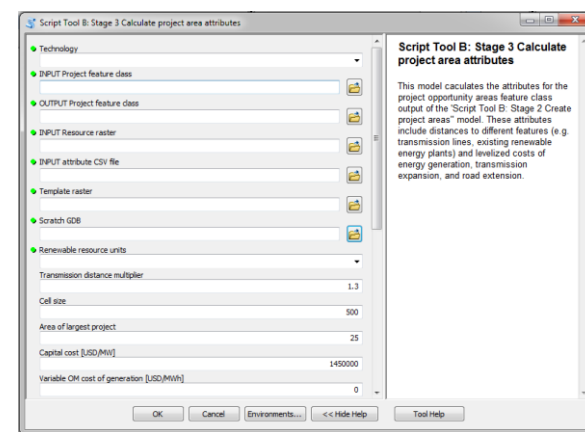 Script Tool B: Stage 3 Calculate project area attributes
Technology
INPUT Project feature class
OUTPUT Project feature class
INPUT Resource raster
INPUT attribute CSV file
Template raster
Scratch GDB
Renewable resource units
Transmission distance multiplier
1.3
Cell size
500
Area of largest project
25
Capital cost [USD/MW]
1450000
Variable OM cost of generation [USD/MWh]
0
Script Tool B: Stage 3 Calculate
project area attributes
This model caculates the attributes for the
project opportunity areas feature class
output of the 'Script Tool B: Stage 2 Create
project areas" model. These attributes
include distances to different features (e.g.
transmission lines, existing renewable
energy plants) and levelized costs of
energy generation, transmission
expansion, and road extension.
OK
Cancel
Environments...
<< Hide Help
Tool Help